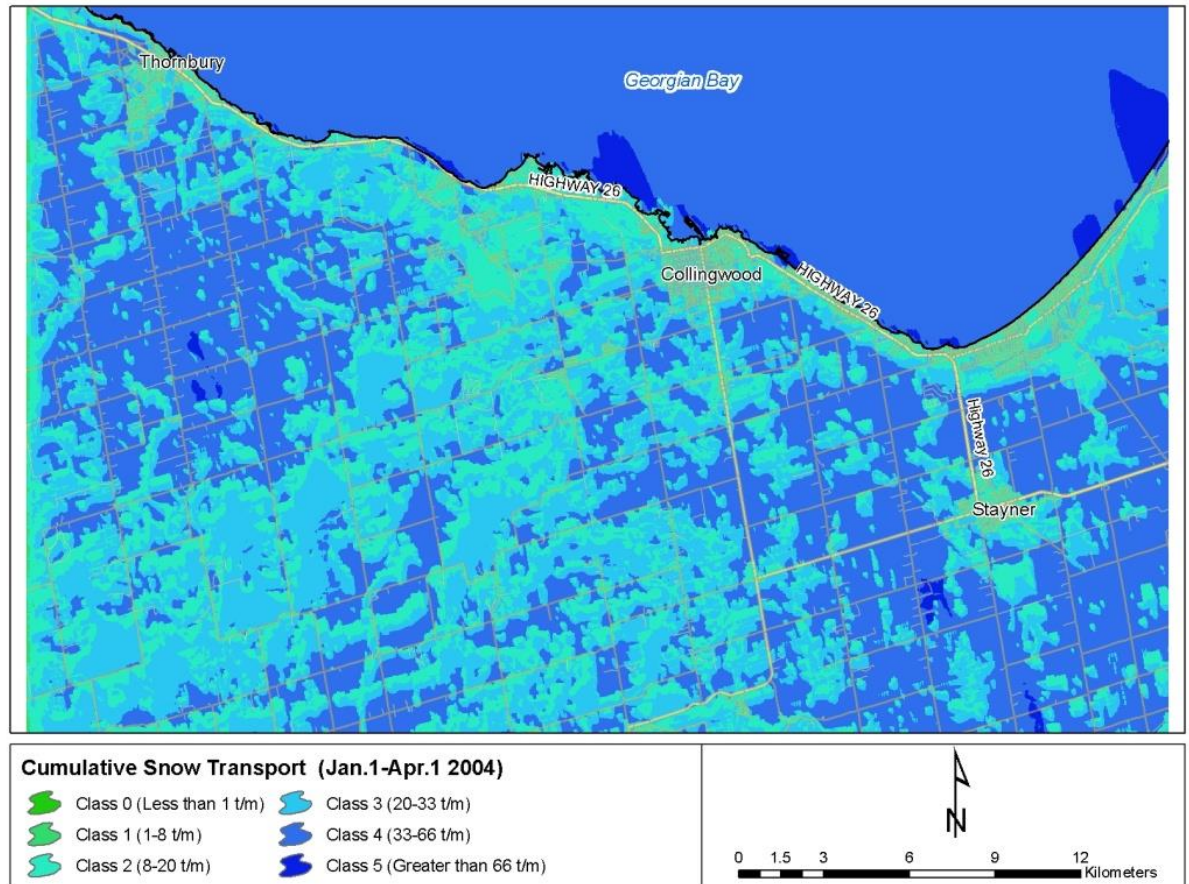 Thornbury
Georgian Bay
HIGHWAY 26
Collingwood
HIGHWAY 26
Highway 26
Stayner
Cumulative Snow Transport (Jan.1-Apr.1 2004)
Class 0 (Less than 1 t/m)
Class 1 (1-8 t/m)
Class 2 (8-20 t/m)
Class 3 (20-33 t/m)
Class 4 (33-66 t/m)
Class 5 (Greater than 66 t/m)
N
0 1.5 3 6 9 12
Kilometers